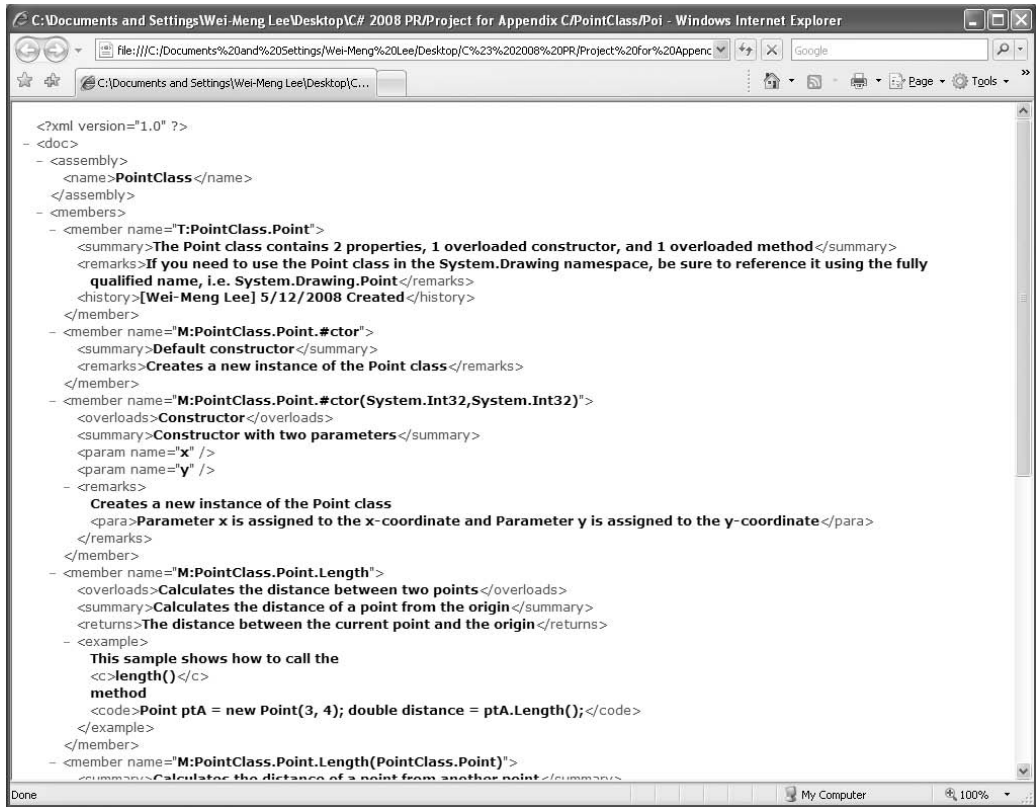 C:\Documents and Settings\Wei-Meng Lee\Desktop\C# 2008 PR/Project for Appendix C/PointClass/Poi - Windows Internet Explorer
file:///C:/Documents%20and%20Settings/Wei-Meng%20Lee/Desktop/C%23%202008%20PR/Project%20for%20Appenc
Google
C:\Documents and Settings\Wei-Meng Lee\Desktop\C...
Page
Tools
<?xml version="1.0" ?>
- <doc>
- <assembly>
<name>PointClass</name>
</assembly>
- <members>
- <member name="T:PointClass.Point">
<summary>The Point class contains 2 properties, 1 overloaded constructor, and 1 overloaded method</summary>
<remarks>If you need to use the Point class in the System.Drawing namespace, be sure to reference it using the fully
qualified name, i.e. System.Drawing.Point</remarks>
<history>[Wei-Meng Lee] 5/12/2008 Created</history>
</member>
- <member name="M:PointClass.Point.#ctor">
<summary>Default constructor</summary>
<remarks>Creates a new instance of the Point class</remarks>
</member>
- <member name="M:PointClass.Point.#ctor(System.Int32,System.Int32)">
<overloads>Constructor</overloads>
<summary>Constructor with two parameters</summary>
<param name="x" />
<param name="y" />
- <remarks>
Creates a new instance of the Point class
<para>Parameter x is assigned to the x-coordinate and Parameter y is assigned to the y-coordinate</para>
</remarks>
</member>
- <member name="M:PointClass.Point.Length">
<overloads>Calculates the distance between two points</overloads>
<summary>Calculates the distance of a point from the origin</summary>
<returns>The distance between the current point and the origin</returns>
- <example>
This sample shows how to call the
<c>length()</c>
method
<code>Point ptA = new Point(3, 4); double distance = ptA.Length();</code>
</example>
</member>
- <member name="M:PointClass.Point.Length(PointClass.Point)">
<summary>Calculates the distance of a point from another point</summary>
Done
My Computer
100%